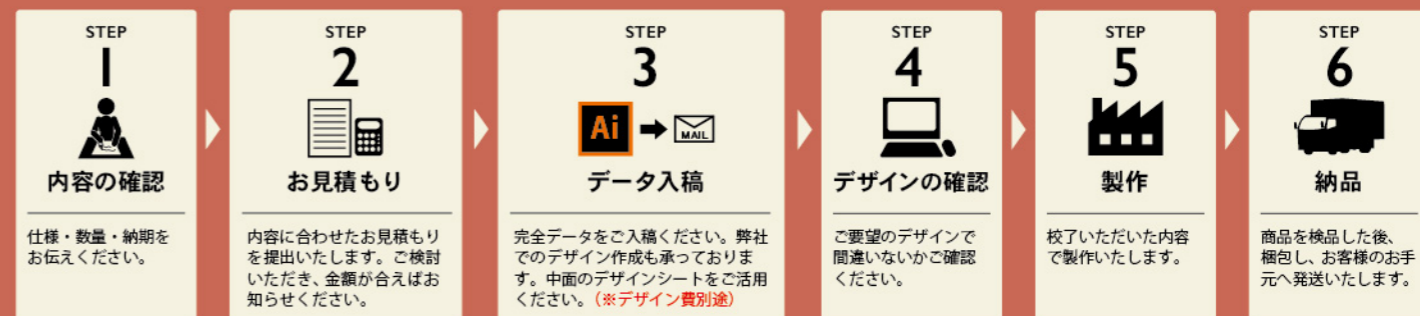 STEP
1
内容の確認
仕様・数量・納期を
お伝えください。
STEP
2
お見積もり
内容に合わせたお見積もり
を提出いたします。ご検討
いただき、金額が合えばお
知らせください。
STEP
3
Ai
MAIL
データ入稿
完全データをご入稿ください。弊社
でのデザイン作成も承っておりま
す。中面のデザインシートをご活用
ください。(※デザイン費別途)
STEP
4
デザインの確認
ご要望のデザインで
間違いないかご確認
ください。
STEP
5
製作
校了いただいた内容
で製作いたします。
STEP
6
納品
商品を検品した後、
梱包し、お客様のお手
元へ発送いたします。